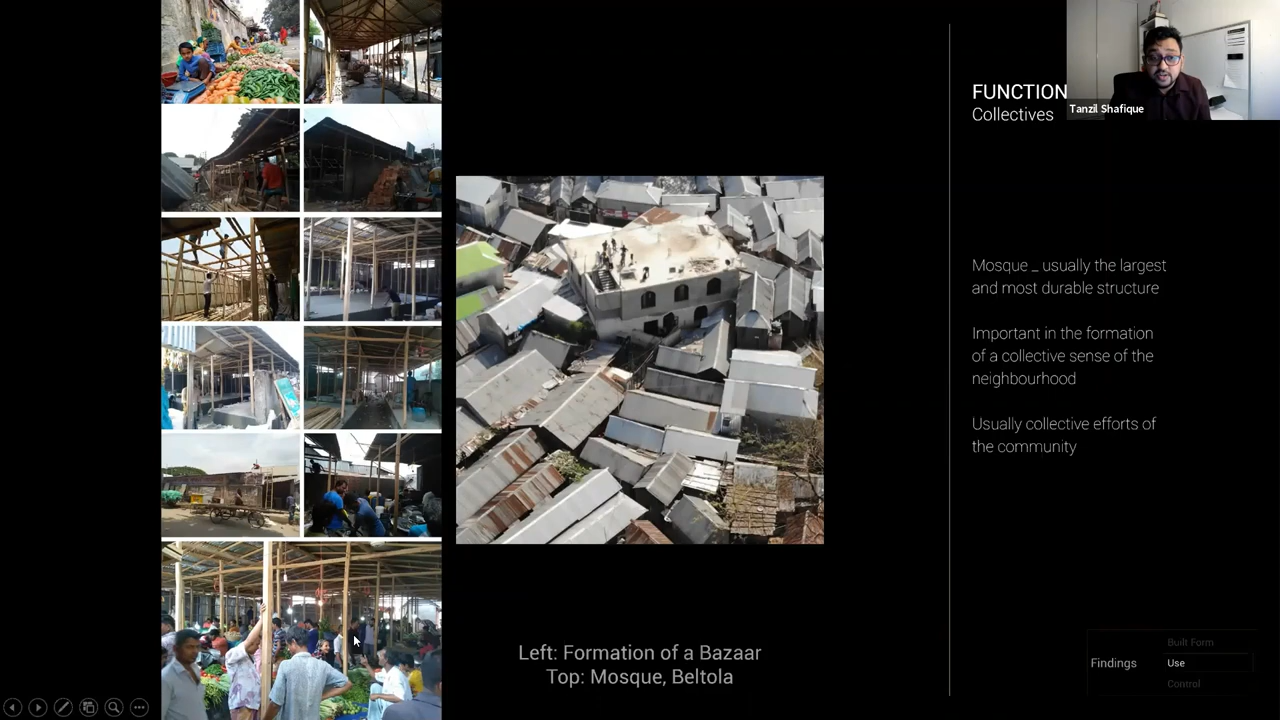 FUNCTION
Collectives
Tanzil Shafique
Mosque _ usually the largest
and most durable structure
Important in the formation
of a collective sense of the
neighbourhood
Usually collective efforts of
the community
Left: Formation of a Bazaar
Top: Mosque, Beltola
Findings
Built Form
Use
Control